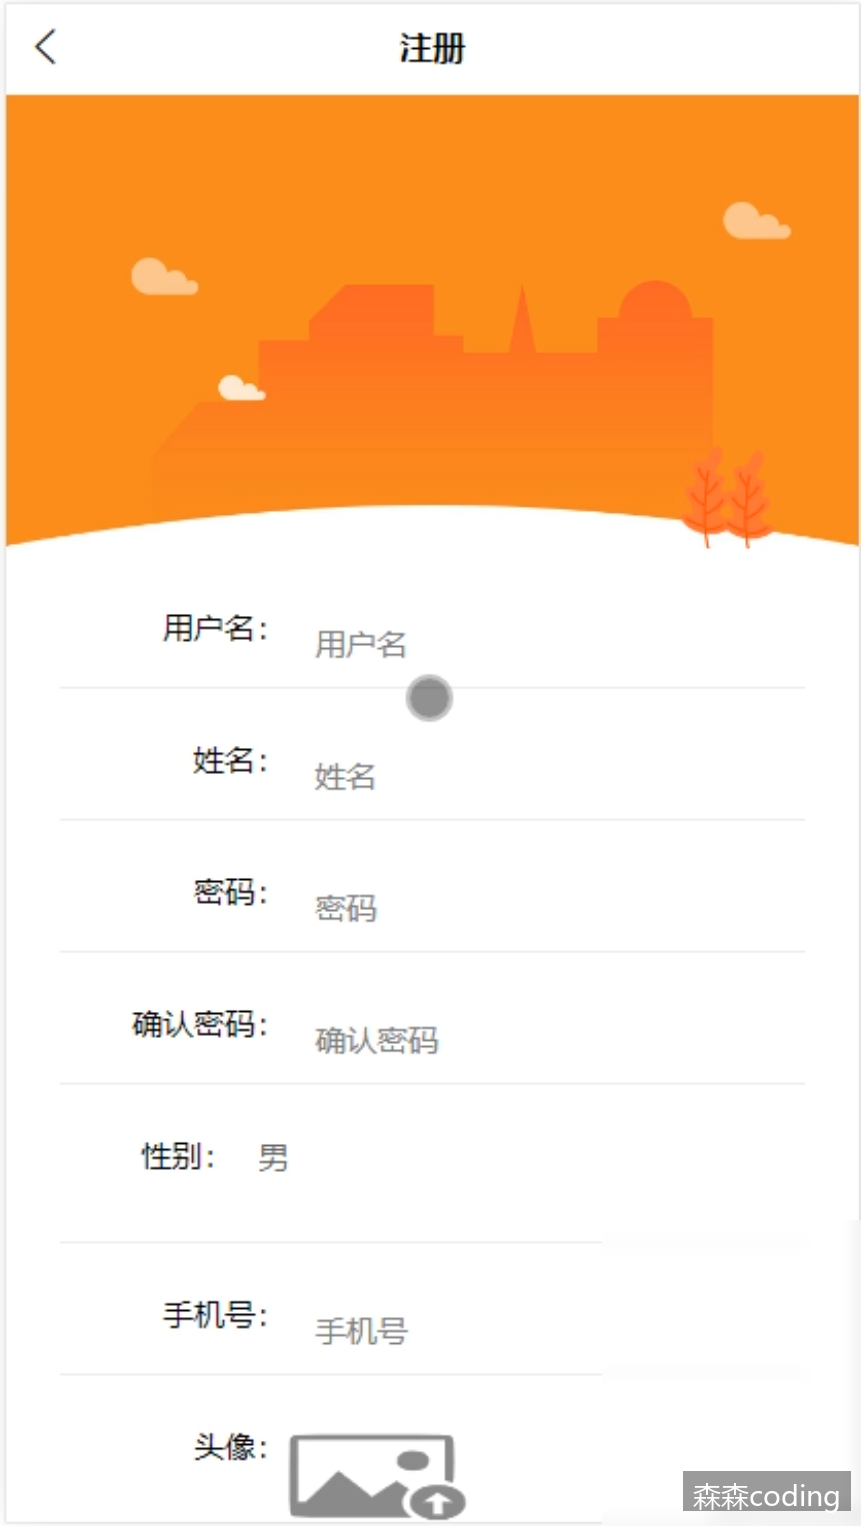 注册
用户名： 用户名
姓名： 姓名
密码： 密码
确认密码： 确认密码
性别： 男
手机号： 手机号
头像：
森森coding